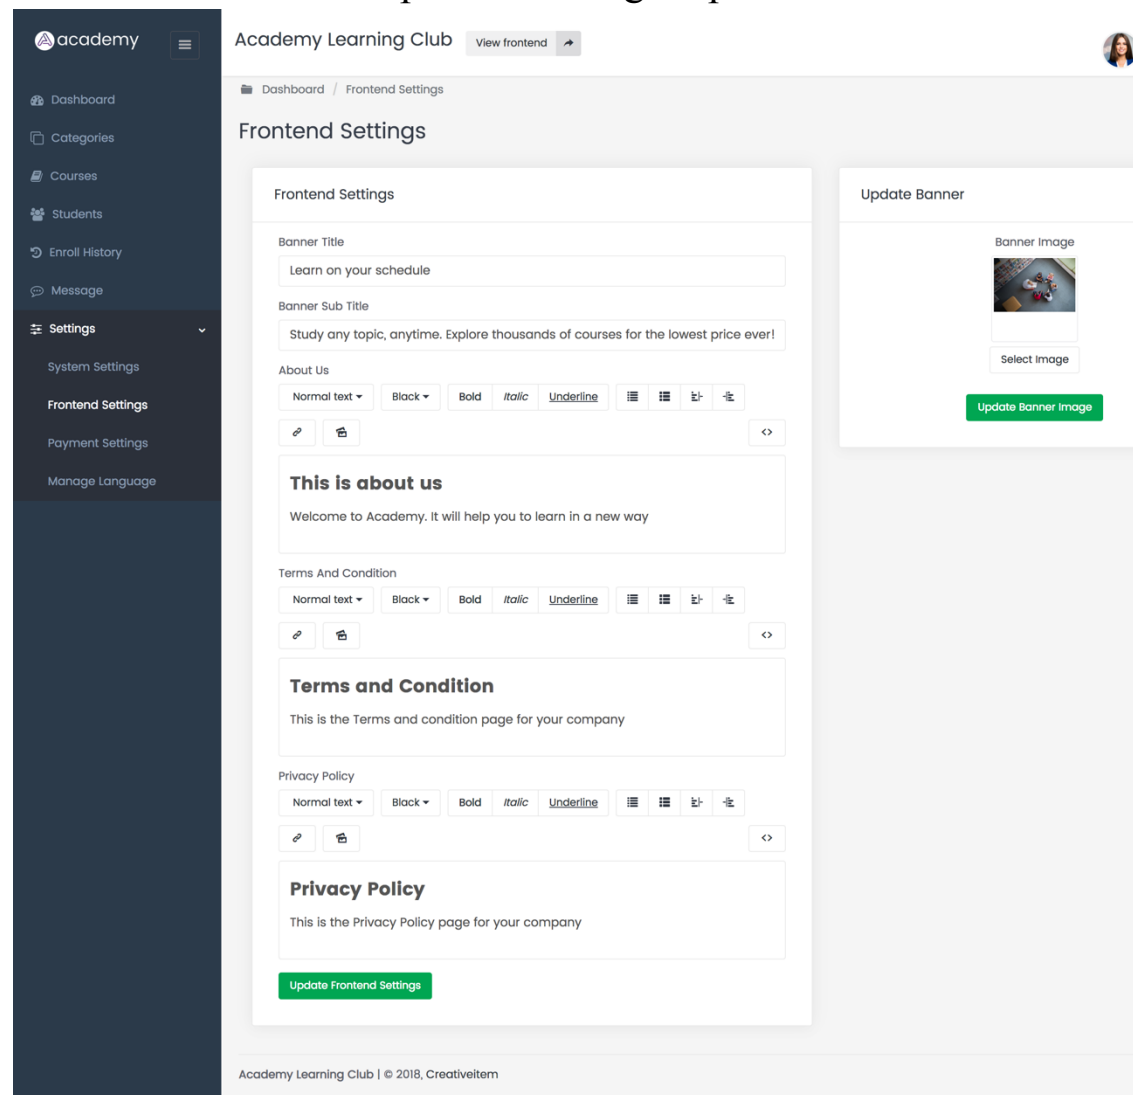 academy
Academy Learning Club View frontend
Dashboard / Frontend Settings
Frontend Settings
Dashboard
Categories
Courses
Students
Enroll History
Message
Settings
System Settings
Frontend Settings
Payment Settings
Manage Language
Frontend Settings
Banner Title
Learn on your schedule
Banner Sub Title
Study any topic, anytime. Explore thousands of courses for the lowest price ever!
About Us
Normal text Black Bold Italic Underline
This is about us
Welcome to Academy. It will help you to learn in a new way
Terms And Condition
Normal text Black Bold Italic Underline
Terms and Condition
This is the Terms and condition page for your company
Privacy Policy
Normal text Black Bold Italic Underline
Privacy Policy
This is the Privacy Policy page for your company
Update Frontend Settings
Update Banner
Banner Image
Select Image
Update Banner Image
Academy Learning Club | © 2018, Creativeitem